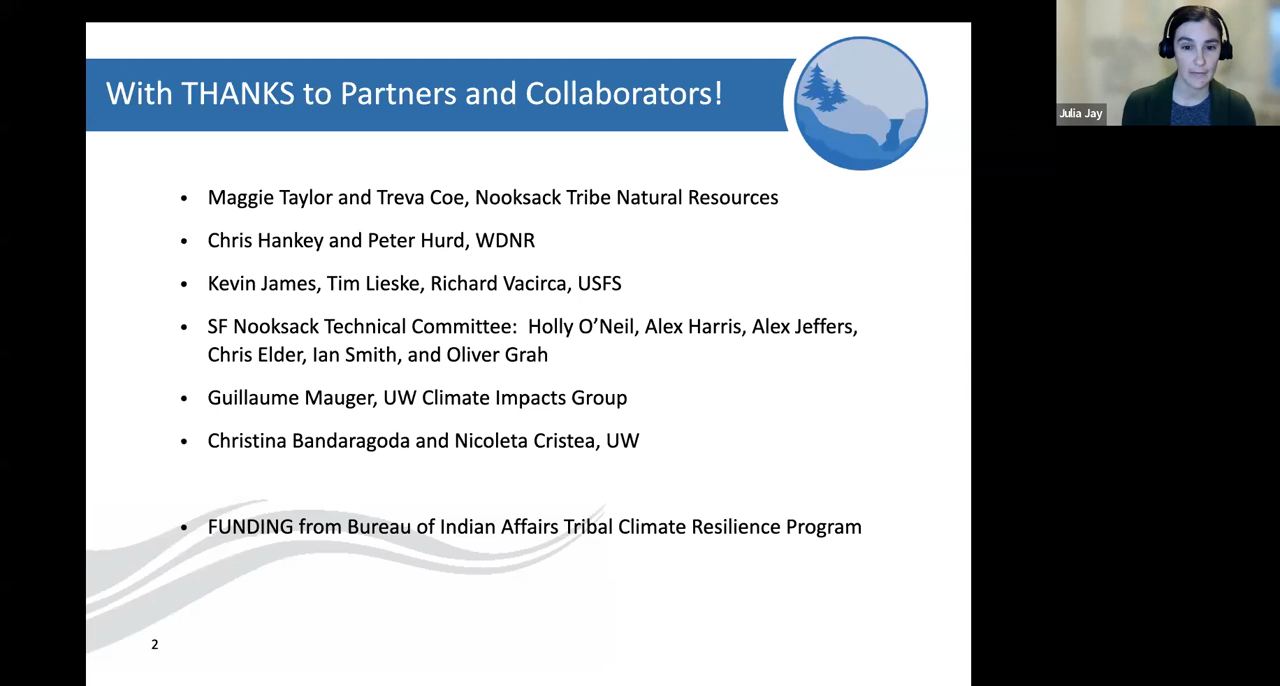 With THANKS to Partners and Collaborators!
Julia Jay
• Maggie Taylor and Treva Coe, Nooksack Tribe Natural Resources
• Chris Hankey and Peter Hurd, WDNR
• Kevin James, Tim Lieske, Richard Vacirca, USFS
• SF Nooksack Technical Committee:  Holly O’Neil, Alex Harris, Alex Jeffers,
Chris Elder, Ian Smith, and Oliver Grah
• Guillaume Mauger, UW Climate Impacts Group
• Christina Bandaragoda and Nicoleta Cristea, UW
• FUNDING from Bureau of Indian Affairs Tribal Climate Resilience Program
2